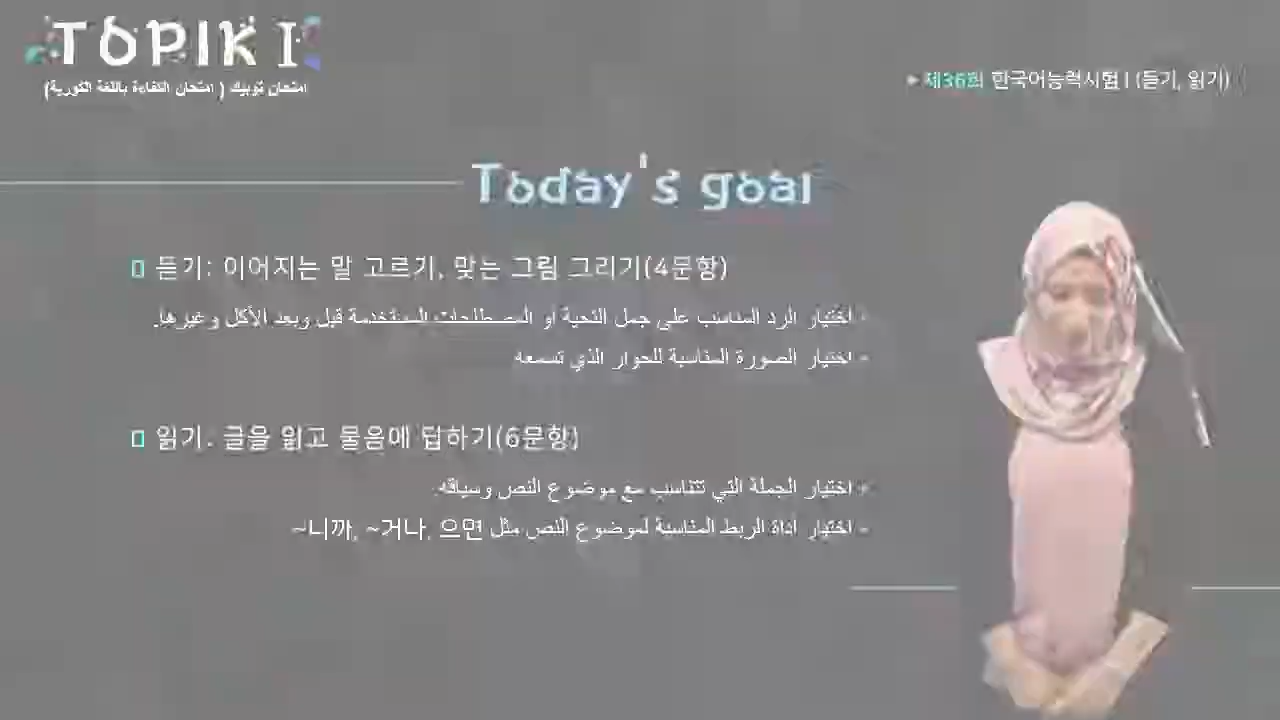 TOPIK I
امتحان توبيك ( امتحان الكفاءة باللغة الكورية)
▸ 제36회 한국어능력시험 I (듣기, 읽기)
Today's goal
듣기: 이어지는 말 고르기, 맞는 그림 그리기(4문항)
- اختيار الرد المناسب على جمل التحية او المصطلحات المستخدمة قبل وبعد الأكل وغيرها.
- اختيار الصورة المناسبة للحوار الذي تسمعه
읽기: 글을 읽고 물음에 답하기(6문항)
- اختيار الجملة التي تتناسب مع موضوع النص وسياقه.
- اختيار اداة الربط المناسبة لموضوع النص مثل 으면 ,거나~ ,니까~